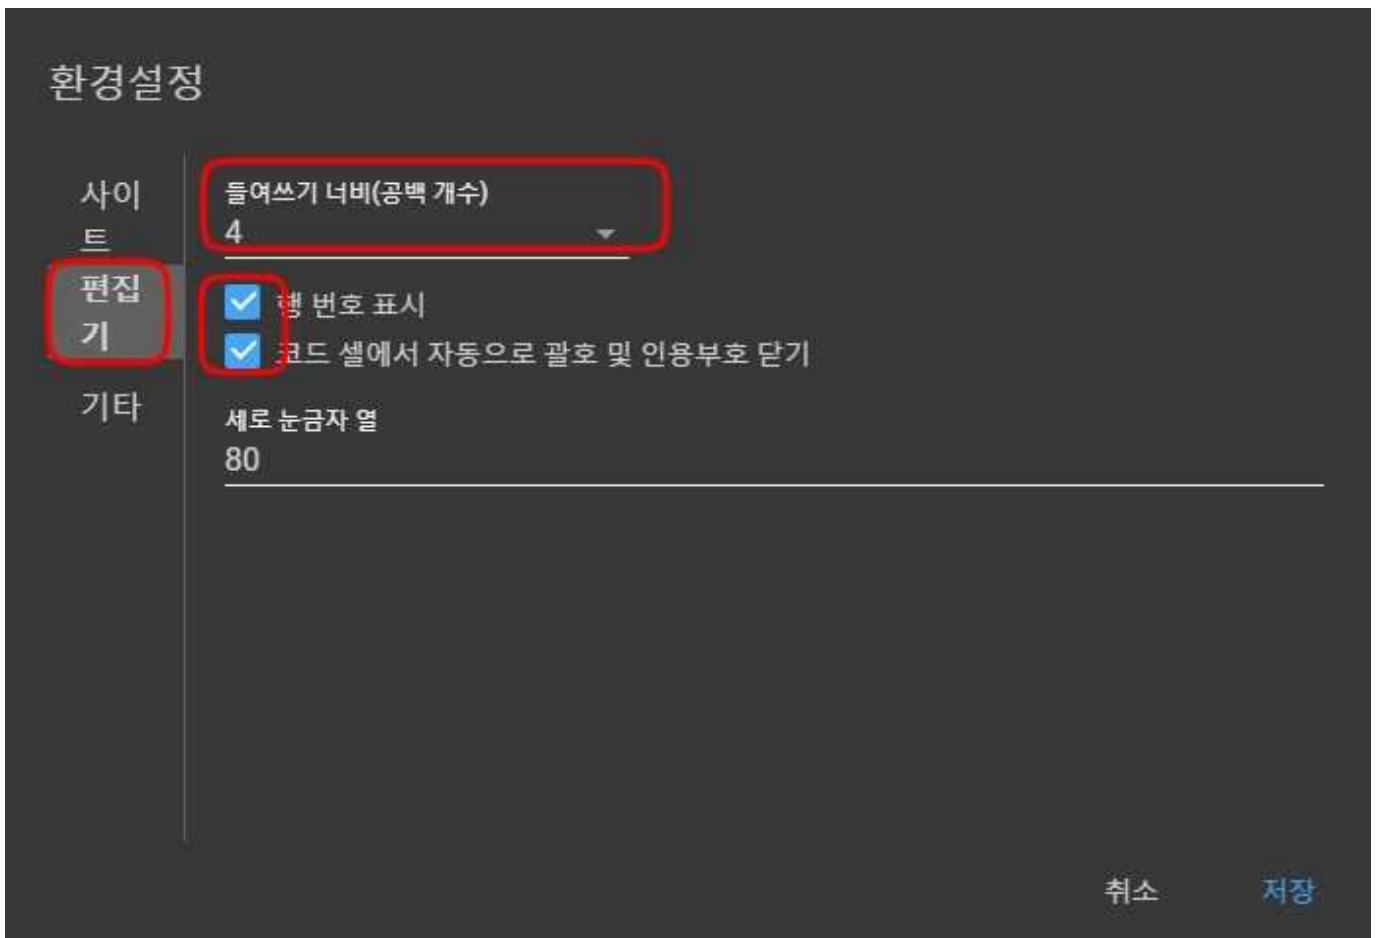 환경설정
사이
트
편집
기
기타
들여쓰기 너비(공백 개수)
4
행 번호 표시
코드 셀에서 자동으로 괄호 및 인용부호 닫기
세로 눈금자 열
80
취소
저장